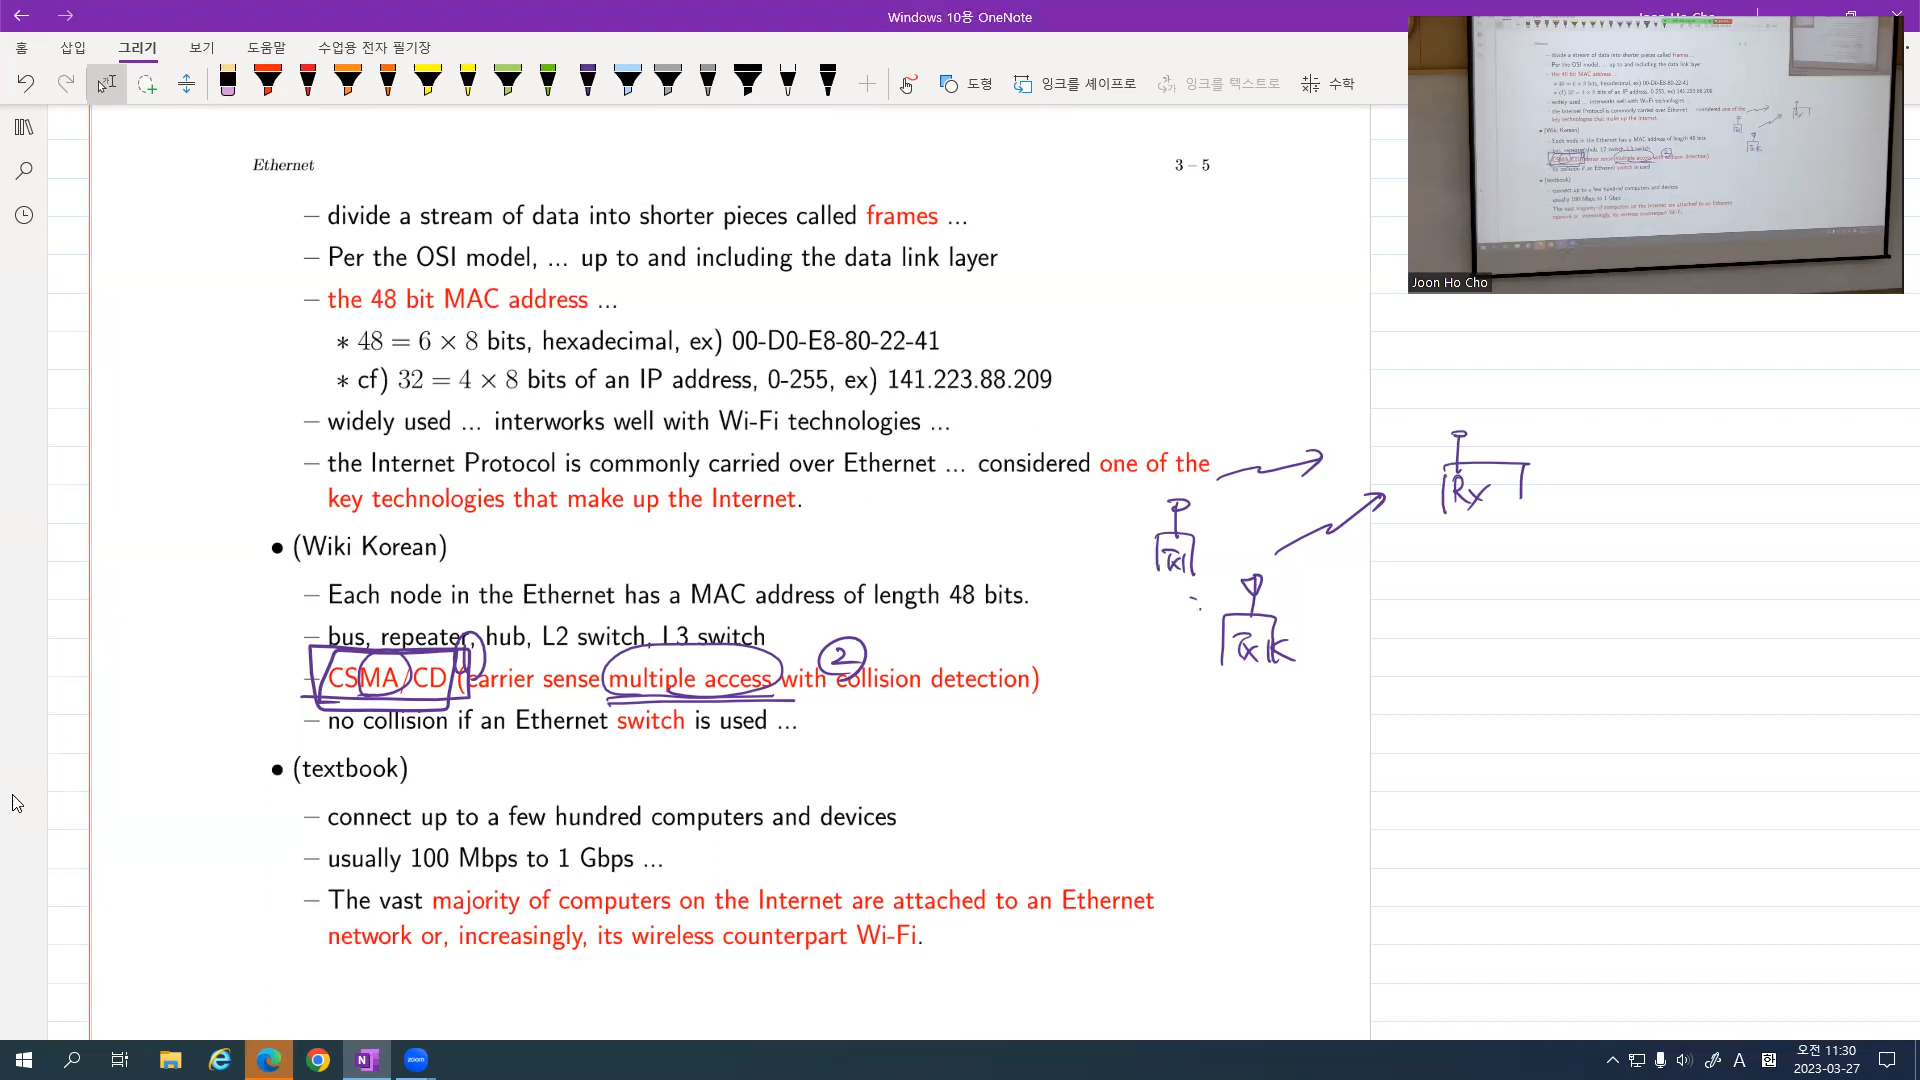 Windows 10용 OneNote
홈 삽입 그리기 보기 도움말 수업용 전자 필기장
도형 잉크를 셰이프로 잉크를 텍스트로 수학
Ethernet 3 – 5
– divide a stream of data into shorter pieces called frames ...
– Per the OSI model, ... up to and including the data link layer
– the 48 bit MAC address ...
∗ 48 = 6 × 8 bits, hexadecimal, ex) 00-D0-E8-80-22-41
∗ cf) 32 = 4 × 8 bits of an IP address, 0-255, ex) 141.223.88.209
– widely used ... interworks well with Wi-Fi technologies ...
– the Internet Protocol is commonly carried over Ethernet ... considered one of the
key technologies that make up the Internet.
• (Wiki Korean)
– Each node in the Ethernet has a MAC address of length 48 bits.
– bus, repeater, hub, L2 switch, L3 switch
– CSMA/CD (carrier sense multiple access with collision detection)
– no collision if an Ethernet switch is used ...
• (textbook)
– connect up to a few hundred computers and devices
– usually 100 Mbps to 1 Gbps ...
– The vast majority of computers on the Internet are attached to an Ethernet
network or, increasingly, its wireless counterpart Wi-Fi.
1
2
Rx
Tx1
TxK
Joon Ho Cho
zoom
A 한
오전 11:30
2023-03-27